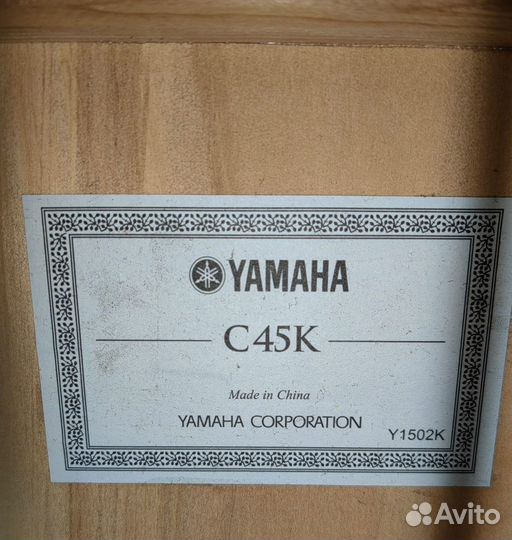 YAMAHA
C45K
Made in China
YAMAHA CORPORATION
Y1502K
Avito